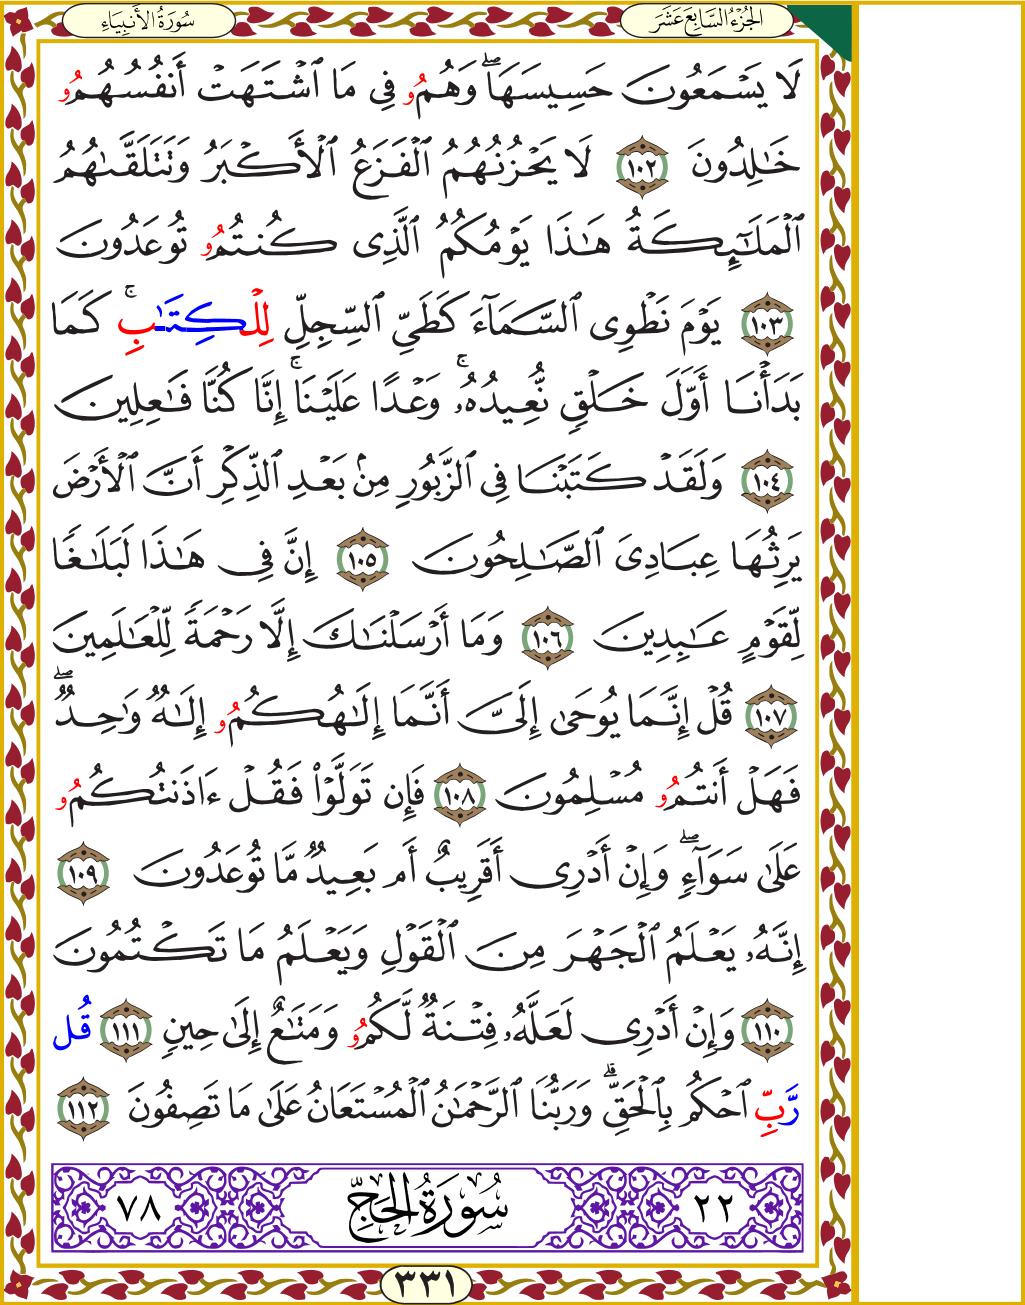 الجُزْءُ السَّابِعَ عَشَرَ
سُورَةُ الأَنبِيَاءِ
لَا يَسْمَعُونَ حَسِيسَهَاۖ وَهُمُۥ فِي مَا ٱشْتَهَتْ أَنفُسُهُمُۥ
خَٰلِدُونَ ١٠٢ لَا يَحْزُنُهُمُ ٱلْفَزَعُ ٱلْأَكْبَرُ وَتَتَلَقَّىٰهُمُ
ٱلْمَلَٰٓئِكَةُ هَٰذَا يَوْمُكُمُ ٱلَّذِى كُنتُمُۥ تُوعَدُونَ
١٠٣ يَوْمَ نَطْوِى ٱلسَّمَآءَ كَطَيِّ ٱلسِّجِلِّ لِلْكِتَٰبِۚ كَمَا
بَدَأْنَا أَوَّلَ خَلْقٍ نُّعِيدُهُۥۚ وَعْدًا عَلَيْنَاۚ إِنَّا كُنَّا فَٰعِلِينَ
١٠٤ وَلَقَدْ كَتَبْنَا فِى ٱلزَّبُورِ مِنۢ بَعْدِ ٱلذِّكْرِ أَنَّ ٱلْأَرْضَ
يَرِثُهَا عِبَادِىَ ٱلصَّٰلِحُونَ ١٠٥ إِنَّ فِى هَٰذَا لَبَلَٰغًا
لِّقَوْمٍ عَٰبِدِينَ ١٠٦ وَمَا أَرْسَلْنَٰكَ إِلَّا رَحْمَةً لِّلْعَٰلَمِينَ
١٠٧ قُلْ إِنَّمَا يُوحَىٰ إِلَىَّ أَنَّمَا إِلَٰهُكُمُۥ إِلَٰهٌ وَٰحِدٌۖ
فَهَلْ أَنتُمُۥ مُسْلِمُونَ ١٠٨ فَإِن تَوَلَّوْا۟ فَقُلْ ءَاذَنتُكُمُۥ
عَلَىٰ سَوَآءٍۖ وَإِنْ أَدْرِى أَقَرِيبٌ أَم بَعِيدٌ مَّا تُوعَدُونَ ١٠٩
إِنَّهُۥ يَعْلَمُ ٱلْجَهْرَ مِنَ ٱلْقَوْلِ وَيَعْلَمُ مَا تَكْتُمُونَ
١١٠ وَإِنْ أَدْرِى لَعَلَّهُۥ فِتْنَةٌ لَّكُمُۥ وَمَتَٰعٌ إِلَىٰ حِينٍ ١١١ قُل
رَّبِّ ٱحْكُم بِٱلْحَقِّۗ وَرَبُّنَا ٱلرَّحْمَٰنُ ٱلْمُسْتَعَانُ عَلَىٰ مَا تَصِفُونَ ١١٢
٢٢ سُورَةُ الحَجِّ ٧٨
٣٣١